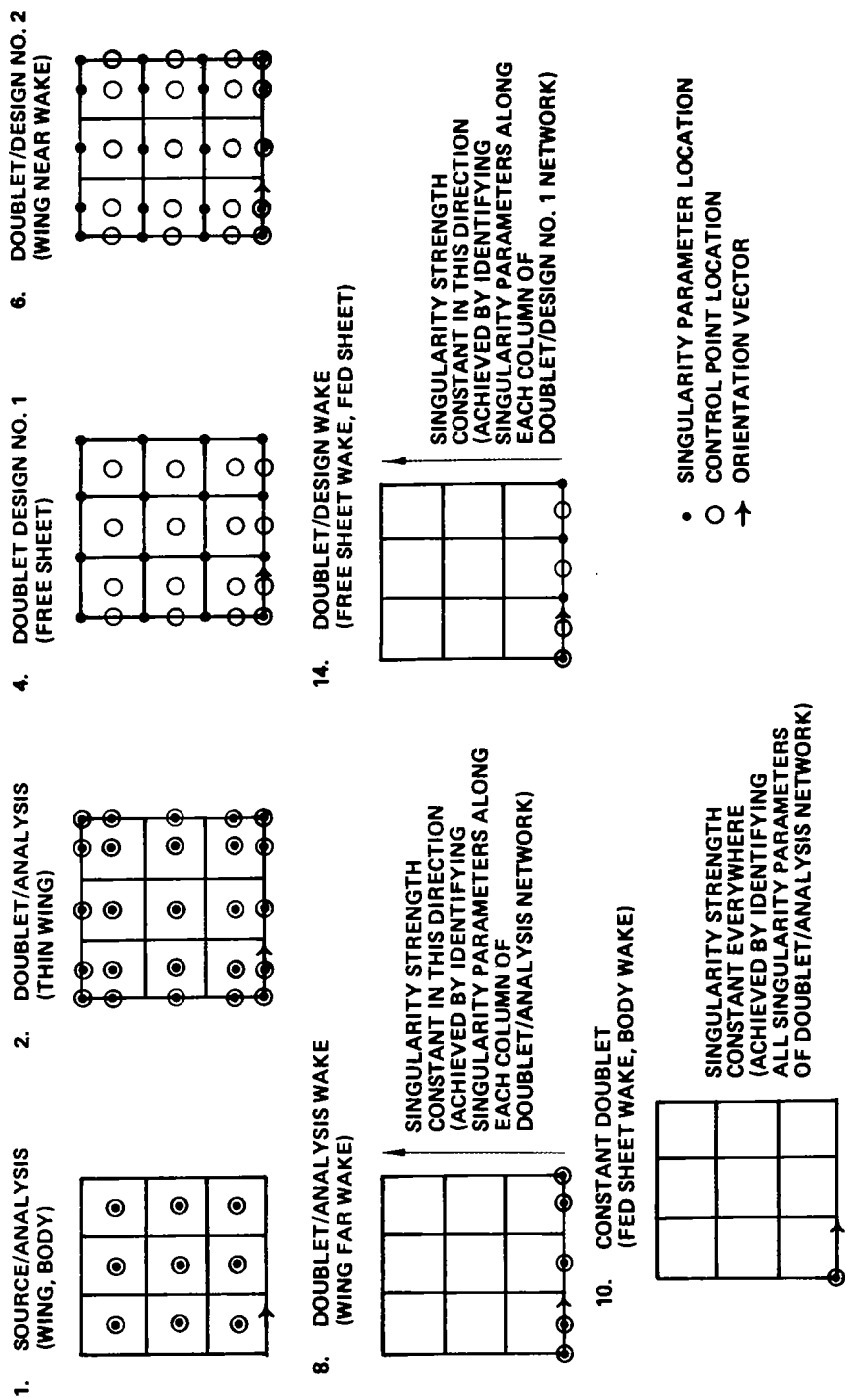 1. SOURCE/ANALYSIS
(WING, BODY)
2. DOUBLET/ANALYSIS
(THIN WING)
4. DOUBLET DESIGN NO. 1
(FREE SHEET)
6. DOUBLET/DESIGN NO. 2
(WING NEAR WAKE)
8. DOUBLET/ANALYSIS WAKE
(WING FAR WAKE)
SINGULARITY STRENGTH
CONSTANT IN THIS DIRECTION
(ACHIEVED BY IDENTIFYING
SINGULARITY PARAMETERS ALONG
EACH COLUMN OF
DOUBLET/ANALYSIS NETWORK)
14. DOUBLET/DESIGN WAKE
(FREE SHEET WAKE, FED SHEET)
SINGULARITY STRENGTH
CONSTANT IN THIS DIRECTION
(ACHIEVED BY IDENTIFYING
SINGULARITY PARAMETERS ALONG
EACH COLUMN OF
DOUBLET/DESIGN NO. 1 NETWORK)
10. CONSTANT DOUBLET
(FED SHEET WAKE, BODY WAKE)
SINGULARITY STRENGTH
CONSTANT EVERYWHERE
(ACHIEVED BY IDENTIFYING
ALL SINGULARITY PARAMETERS
OF DOUBLET/ANALYSIS NETWORK)
SINGULARITY PARAMETER LOCATION
CONTROL POINT LOCATION
ORIENTATION VECTOR